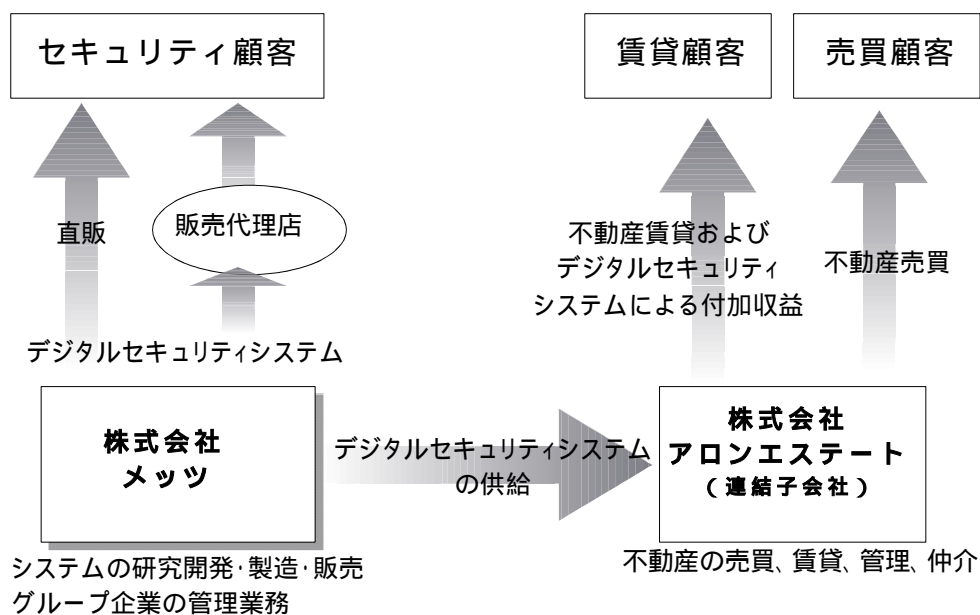 セキュリティ顧客
賃貸顧客
売買顧客
直販
販売代理店
不動産賃貸および
デジタルセキュリティ
システムによる付加収益
不動産売買
デジタルセキュリティシステム
株式会社
メッツ
デジタルセキュリティシステム
の供給
株式会社
アロンエステート
(連結子会社)
システムの研究開発・製造・販売
グループ企業の管理業務
不動産の売買、賃貸、管理、仲介